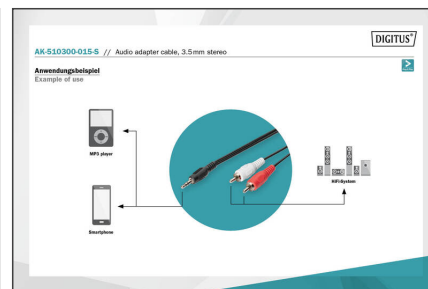 DIGITUS®
AK-510300-015-S // Audio adapter cable, 3.5 mm stereo
Anwendungsbeispiel
Example of use
MP3 player
Smartphone
HiFi-System